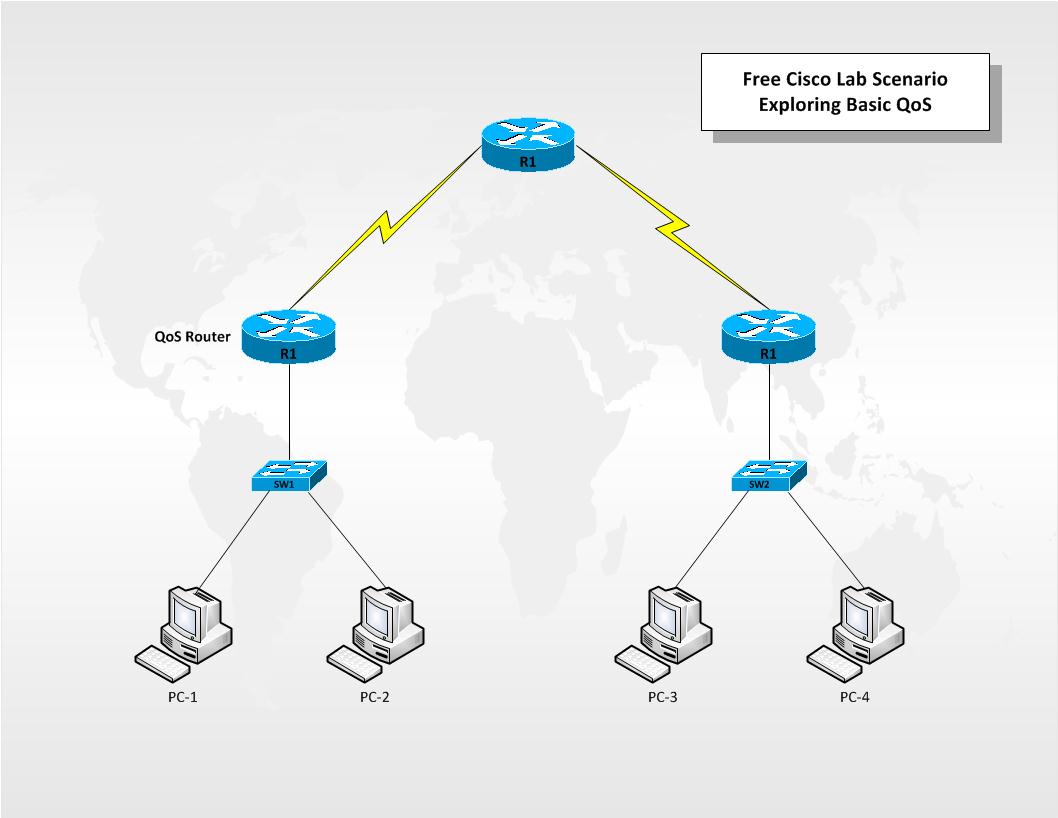 Free Cisco Lab Scenario
Exploring Basic QoS
R1
QoS Router
R1
R1
SW1
SW2
PC-1
PC-2
PC-3
PC-4